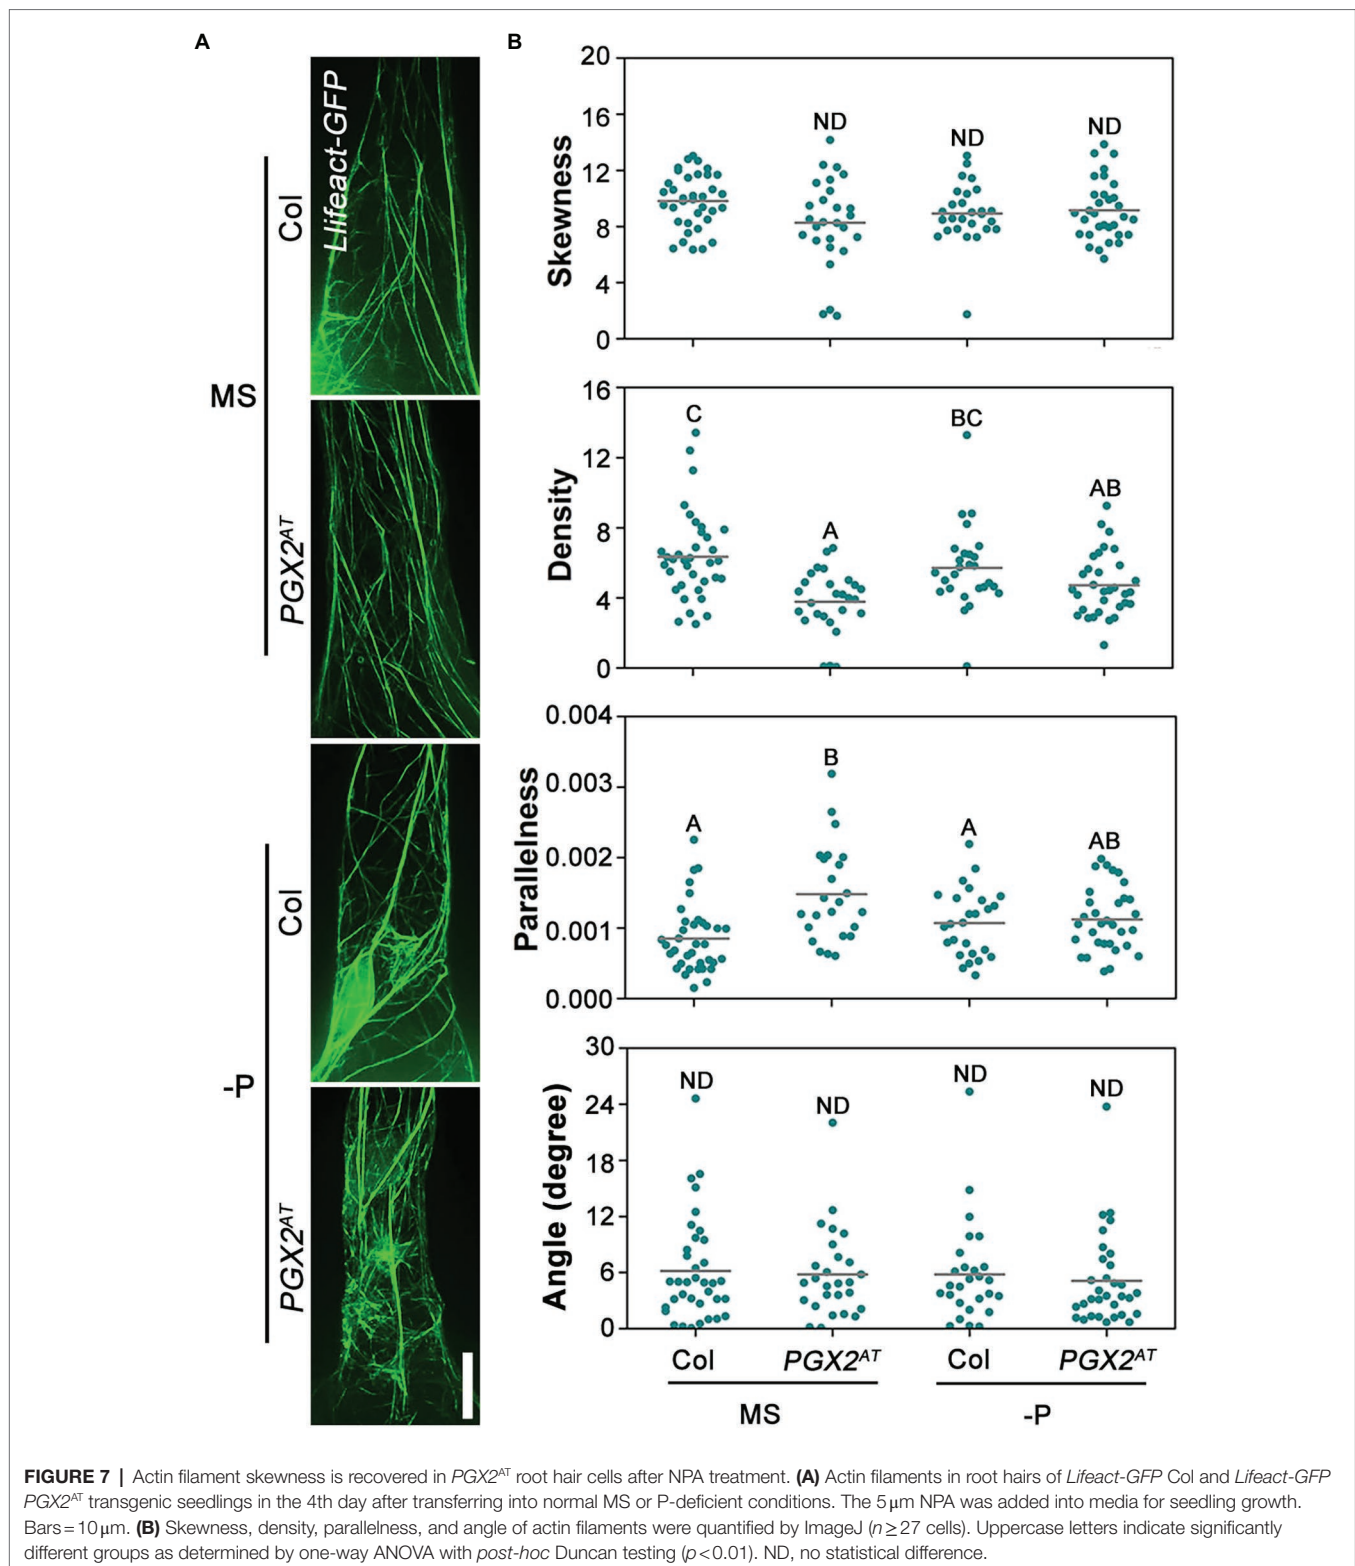 A
B
Llifeact-GFP
Col
MS
PGX2AT
Col
-P
PGX2AT
20
16
12
8
4
0
Skewness
ND
ND
ND
16
12
8
4
0
Density
C
A
BC
AB
0.004
0.003
0.002
0.001
0.000
Parallelness
A
B
A
AB
30
24
18
12
6
0
Angle (degree)
ND
ND
ND
ND
Col PGX2AT Col PGX2AT
MS -P
FIGURE 7 | Actin filament skewness is recovered in PGX2AT root hair cells after NPA treatment. (A) Actin filaments in root hairs of Lifeact-GFP Col and Lifeact-GFP
PGX2AT transgenic seedlings in the 4th day after transferring into normal MS or P-deficient conditions. The 5 μm NPA was added into media for seedling growth.
Bars = 10 μm. (B) Skewness, density, parallelness, and angle of actin filaments were quantified by ImageJ (n ≥ 27 cells). Uppercase letters indicate significantly
different groups as determined by one-way ANOVA with post-hoc Duncan testing (p < 0.01). ND, no statistical difference.